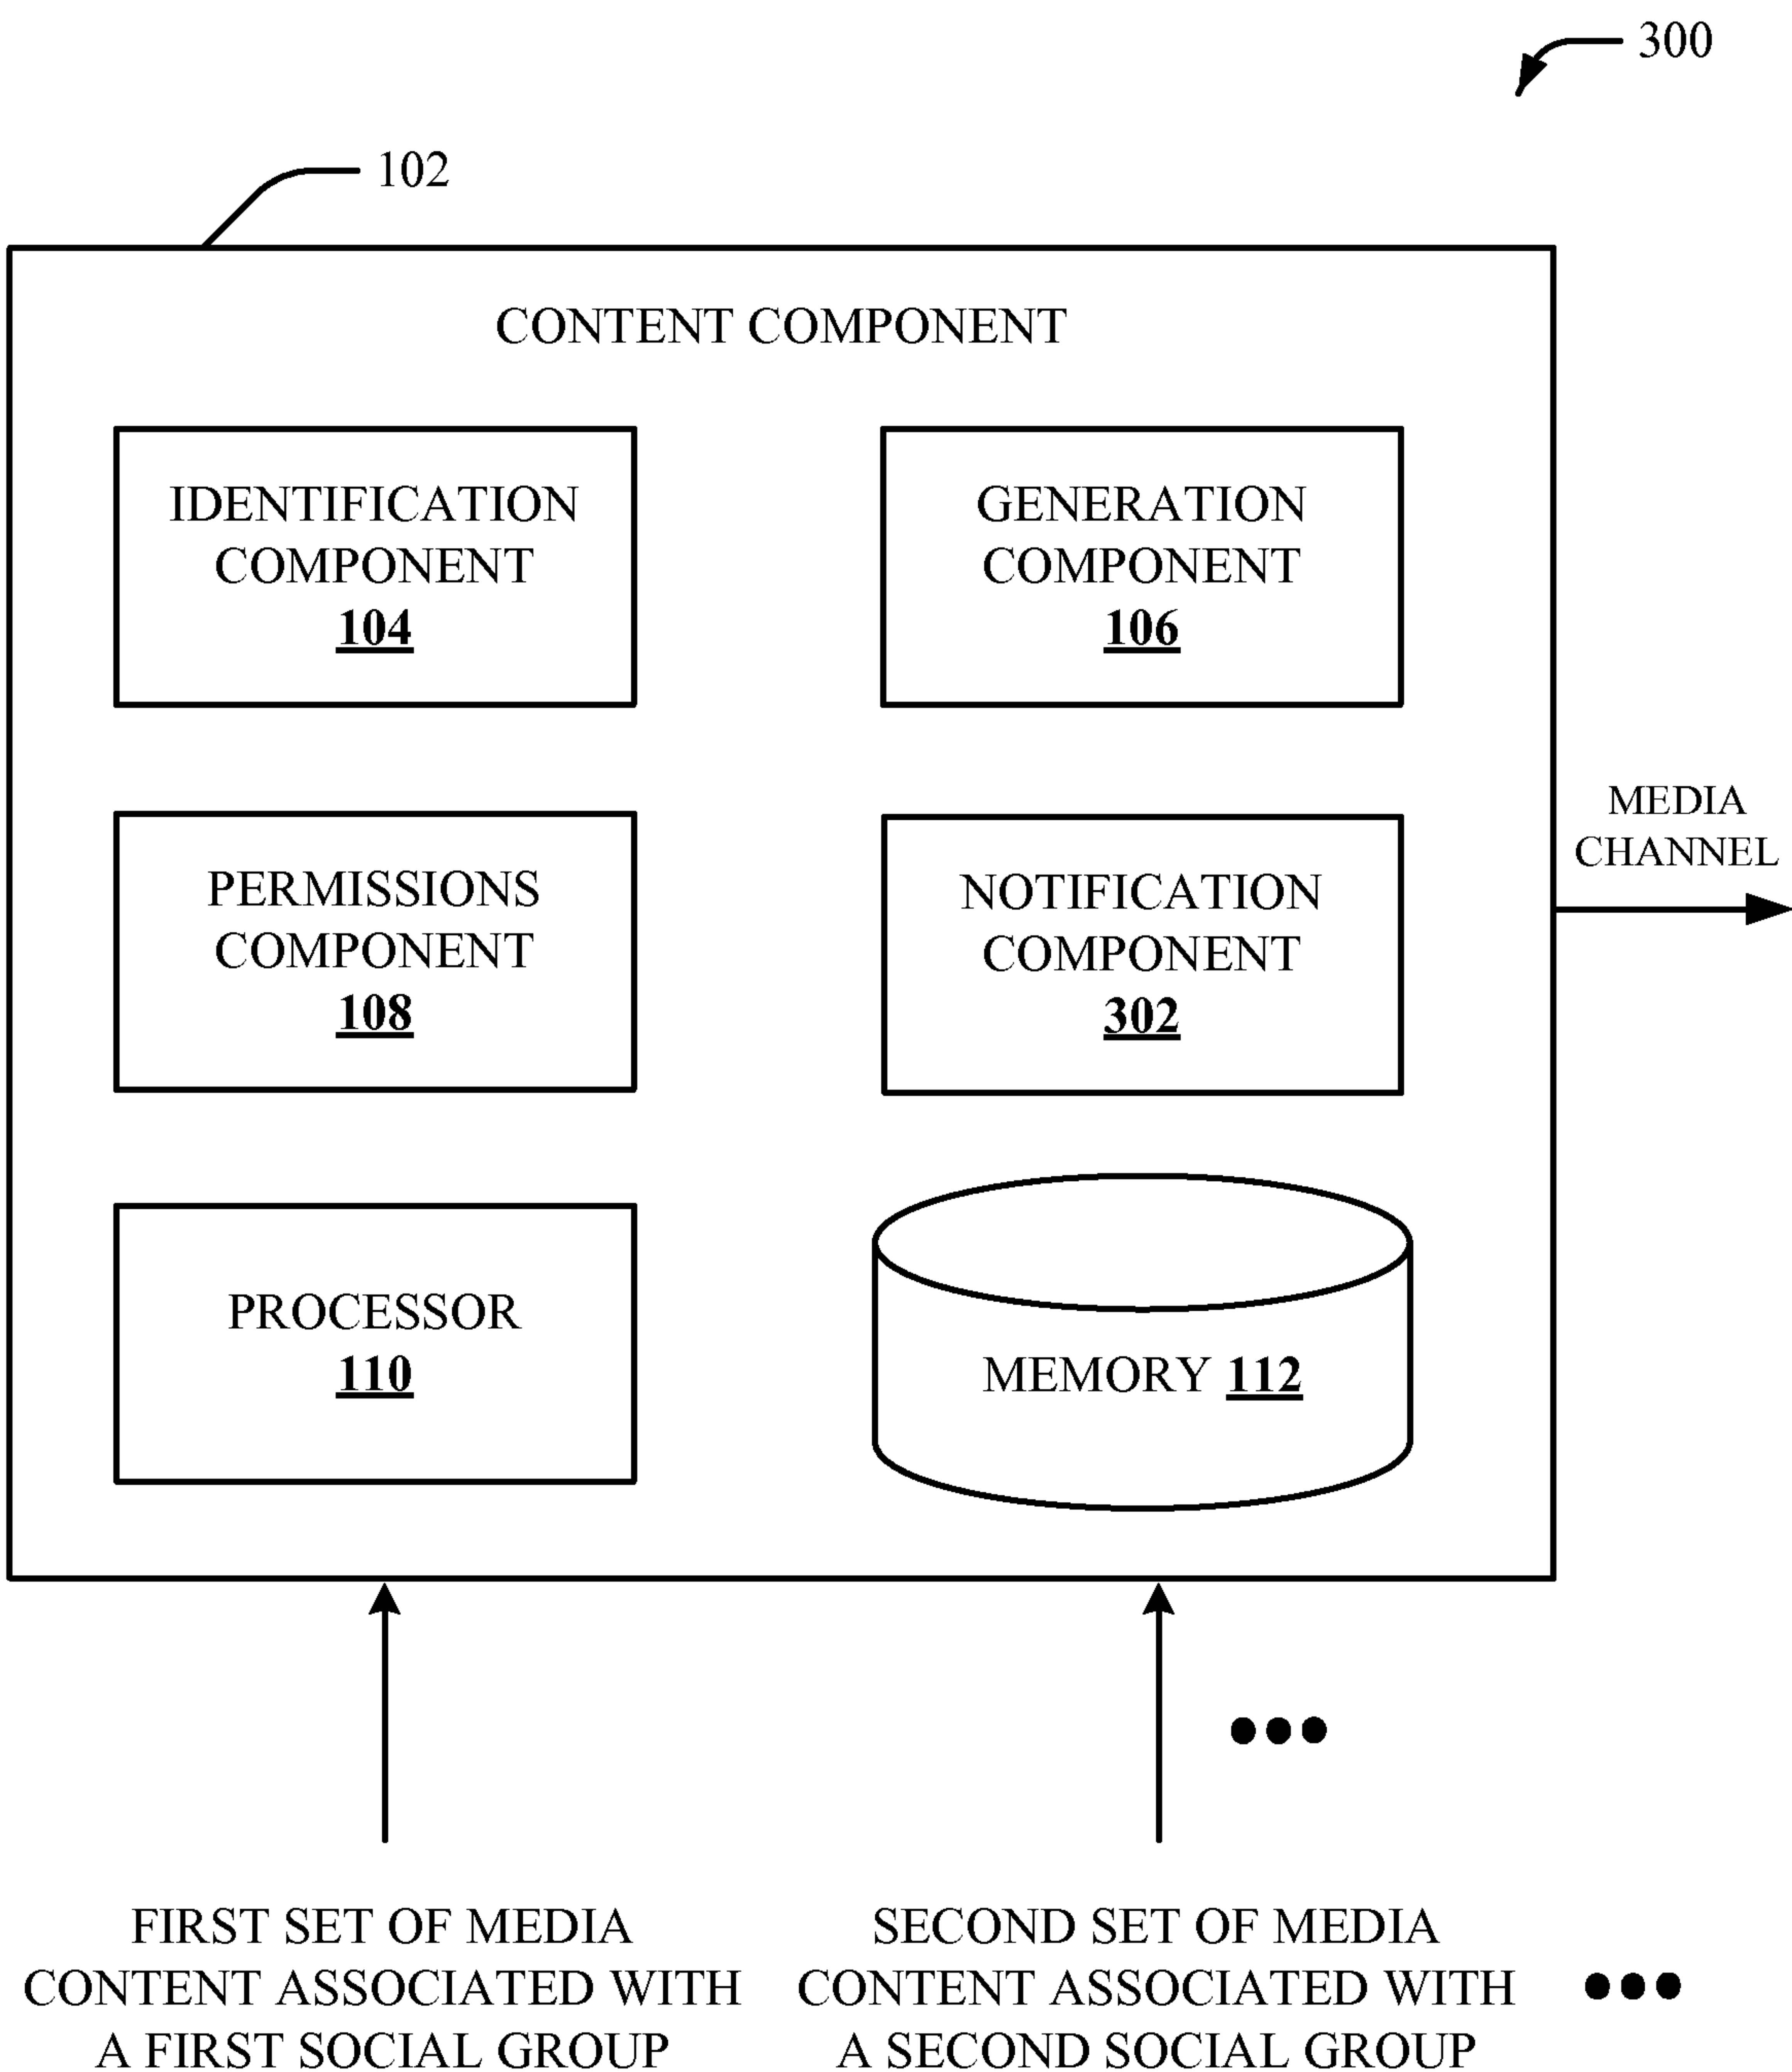 300
102
CONTENT COMPONENT
IDENTIFICATION
COMPONENT
104
GENERATION
COMPONENT
106
PERMISSIONS
COMPONENT
108
NOTIFICATION
COMPONENT
302
MEDIA
CHANNEL
PROCESSOR
110
MEMORY 112
FIRST SET OF MEDIA
CONTENT ASSOCIATED WITH
A FIRST SOCIAL GROUP
SECOND SET OF MEDIA
CONTENT ASSOCIATED WITH
A SECOND SOCIAL GROUP